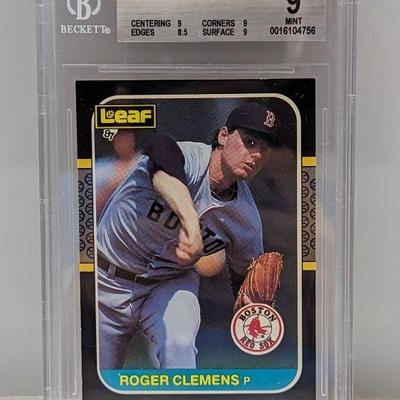 B
BECKETT®
CENTERING 9 CORNERS 9
EDGES 8.5 SURFACE 9
9
MINT
0016104756
Leaf
87
B
BOSTON
BOSTON
RED SOX
ROGER CLEMENS P